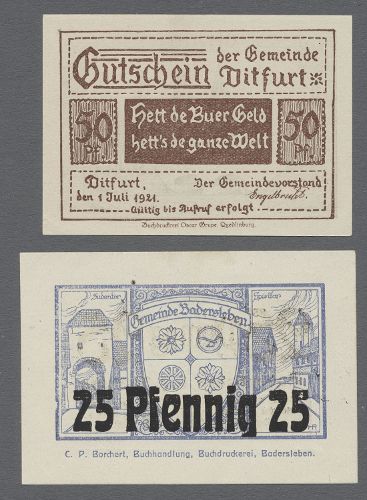 Gutschein der Gemeinde
Ditfurt
50 Pf. Hett de Buer Geld 50 Pf.
hett's de ganze Welt
Ditfurt, Der Gemeindevorstand
den 1 Juli 1921. Engelbrecht.
Gültig bis Aufruf erfolgt
Buchdruckerei Oscar Grupe, Quedlinburg.
Gemeinde Badersleben
25 Pfennig 25
C. P. Borchert, Buchhandlung, Buchdruckerei, Badersleben.